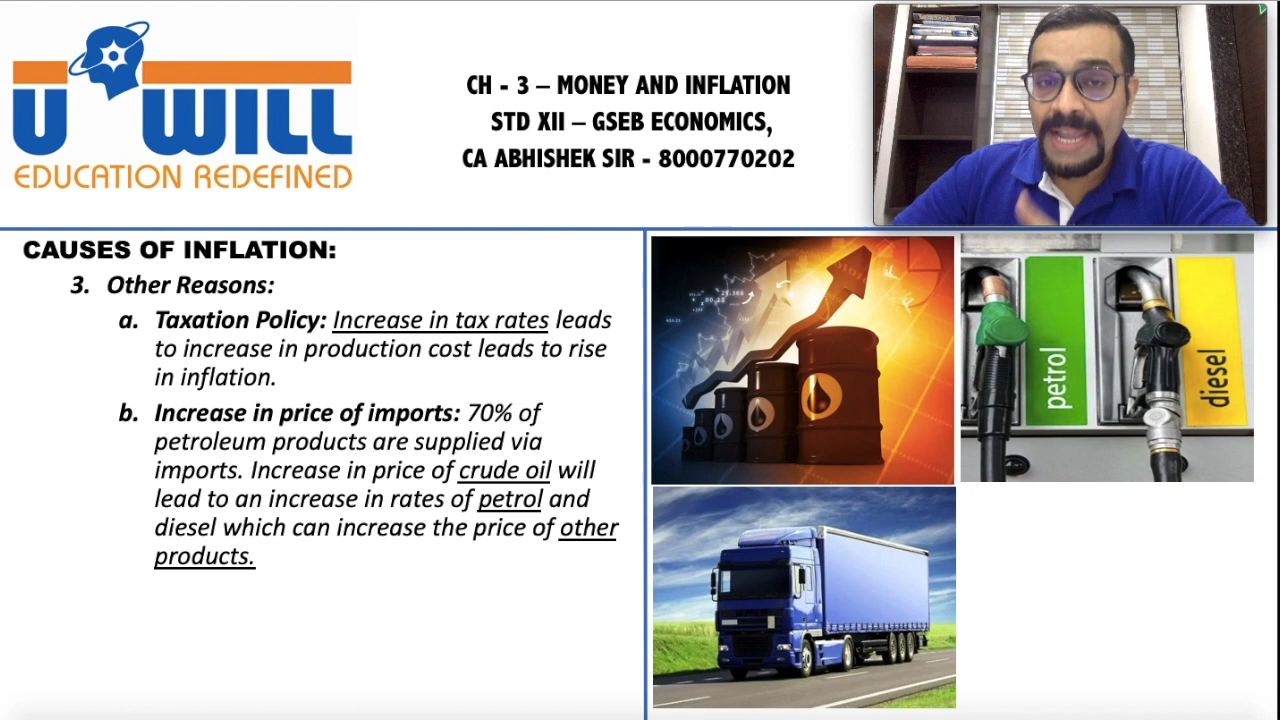 U WILL
EDUCATION REDEFINED
CH - 3 – MONEY AND INFLATION
STD XII – GSEB ECONOMICS,
CA ABHISHEK SIR - 8000770202
CAUSES OF INFLATION:
3. Other Reasons:
a. Taxation Policy: Increase in tax rates leads
to increase in production cost leads to rise
in inflation.
b. Increase in price of imports: 70% of
petroleum products are supplied via
imports. Increase in price of crude oil will
lead to an increase in rates of petrol and
diesel which can increase the price of other
products.
petrol
diesel